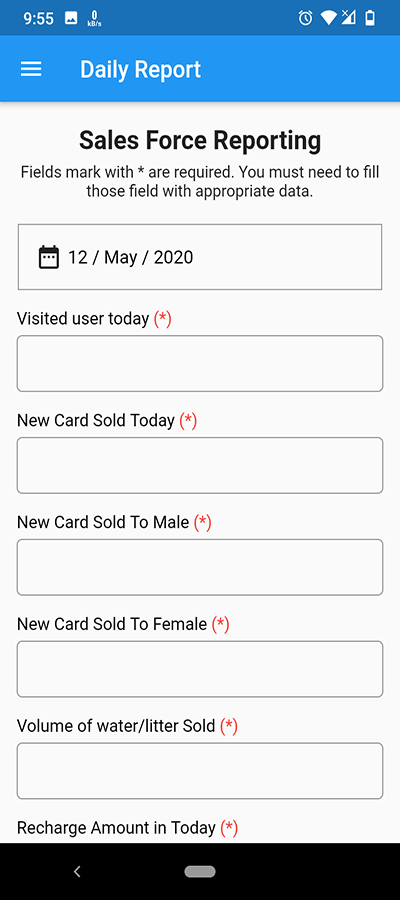 9:55
0
kB/s
Daily Report
Sales Force Reporting
Fields mark with * are required. You must need to fill
those field with appropriate data.
12 / May / 2020
Visited user today (*)
New Card Sold Today (*)
New Card Sold To Male (*)
New Card Sold To Female (*)
Volume of water/litter Sold (*)
Recharge Amount in Today (*)